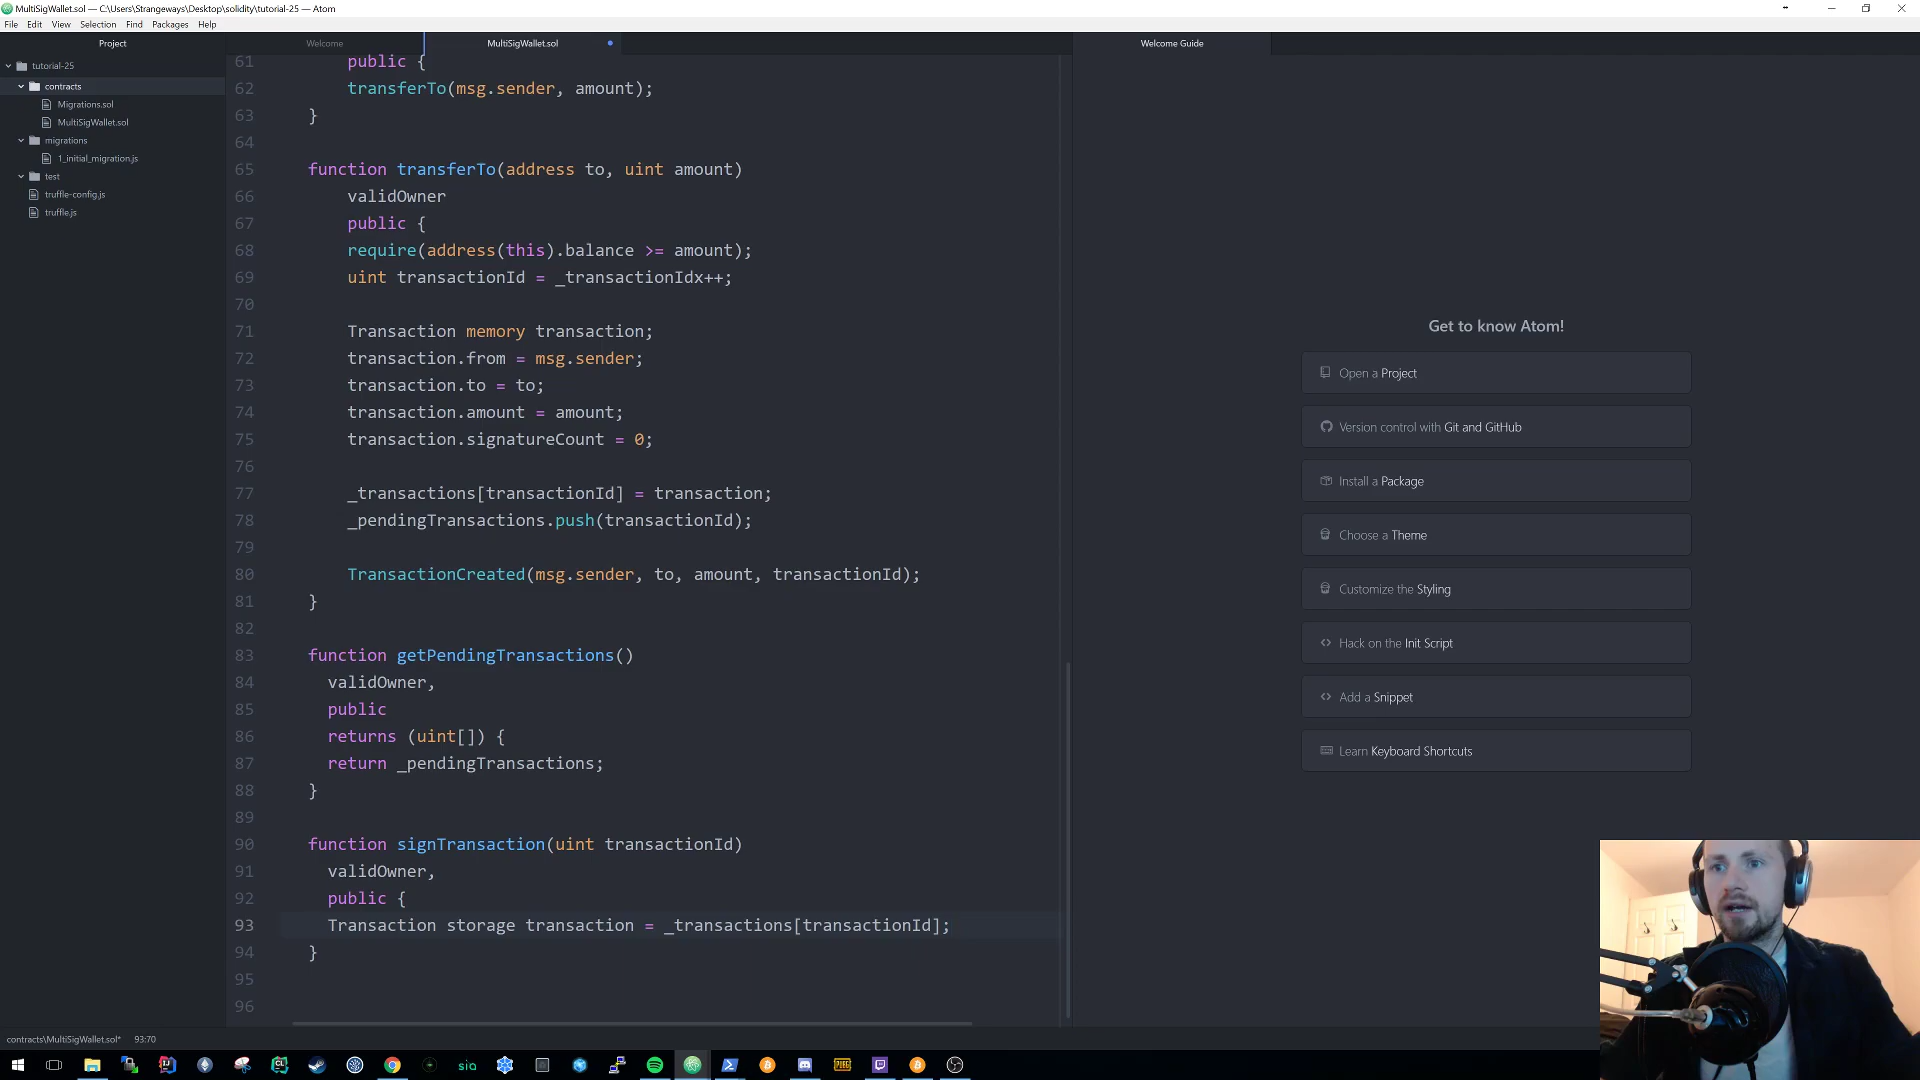 MultiSigWallet.sol — C:\Users\Strangeways\Desktop\solidity\tutorial-25 — Atom
File Edit View Selection Find Packages Help
Project
Welcome
MultiSigWallet.sol
Welcome Guide
tutorial-25
contracts
Migrations.sol
MultiSigWallet.sol
migrations
1_initial_migration.js
test
truffle-config.js
truffle.js
61 public {
62 transferTo(msg.sender, amount);
63 }
64
65 function transferTo(address to, uint amount)
66 validOwner
67 public {
68 require(address(this).balance >= amount);
69 uint transactionId = _transactionIdx++;
70
71 Transaction memory transaction;
72 transaction.from = msg.sender;
73 transaction.to = to;
74 transaction.amount = amount;
75 transaction.signatureCount = 0;
76
77 _transactions[transactionId] = transaction;
78 _pendingTransactions.push(transactionId);
79
80 TransactionCreated(msg.sender, to, amount, transactionId);
81 }
82
83 function getPendingTransactions()
84 validOwner,
85 public
86 returns (uint[]) {
87 return _pendingTransactions;
88 }
89
90 function signTransaction(uint transactionId)
91 validOwner,
92 public {
93 Transaction storage transaction = _transactions[transactionId];
94 }
95
96
Get to know Atom!
Open a Project
Version control with Git and GitHub
Install a Package
Choose a Theme
Customize the Styling
Hack on the Init Script
Add a Snippet
Learn Keyboard Shortcuts
contracts\MultiSigWallet.sol* 93:70
sia